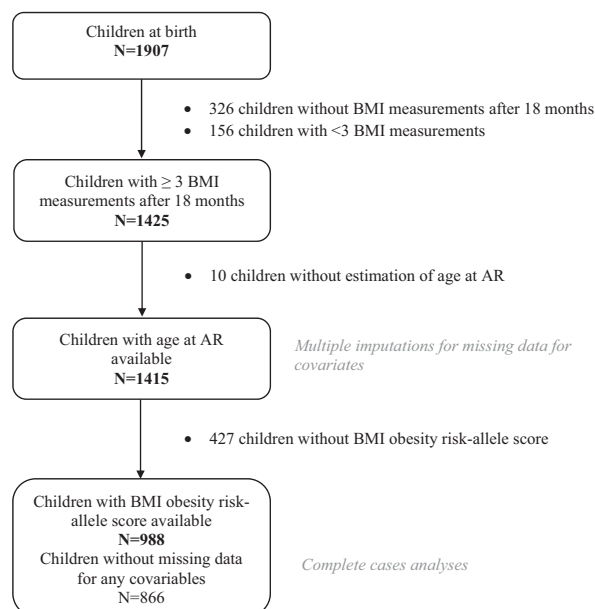 Children at birth
N=1907
• 326 children without BMI measurements after 18 months
• 156 children with <3 BMI measurements
Children with ≥ 3 BMI
measurements after 18 months
N=1425
• 10 children without estimation of age at AR
Children with age at AR
available
N=1415
Multiple imputations for missing data for
covariates
• 427 children without BMI obesity risk-allele score
Children with BMI obesity risk-
allele score available
N=988
Children without missing data
for any covariables
N=866
Complete cases analyses